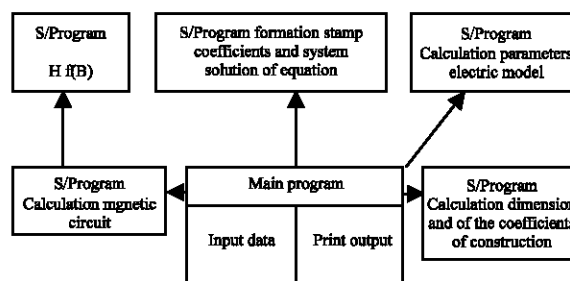 S/Program
H f(B)
S/Program formation stamp
coefficients and system
solution of equation
S/Program
Calculation parameters
electric model
S/Program
Calculation mgnetic
circuit
Main program
Input data
Print output
S/Program
Calculation dimension
and of the coefficients
of construction